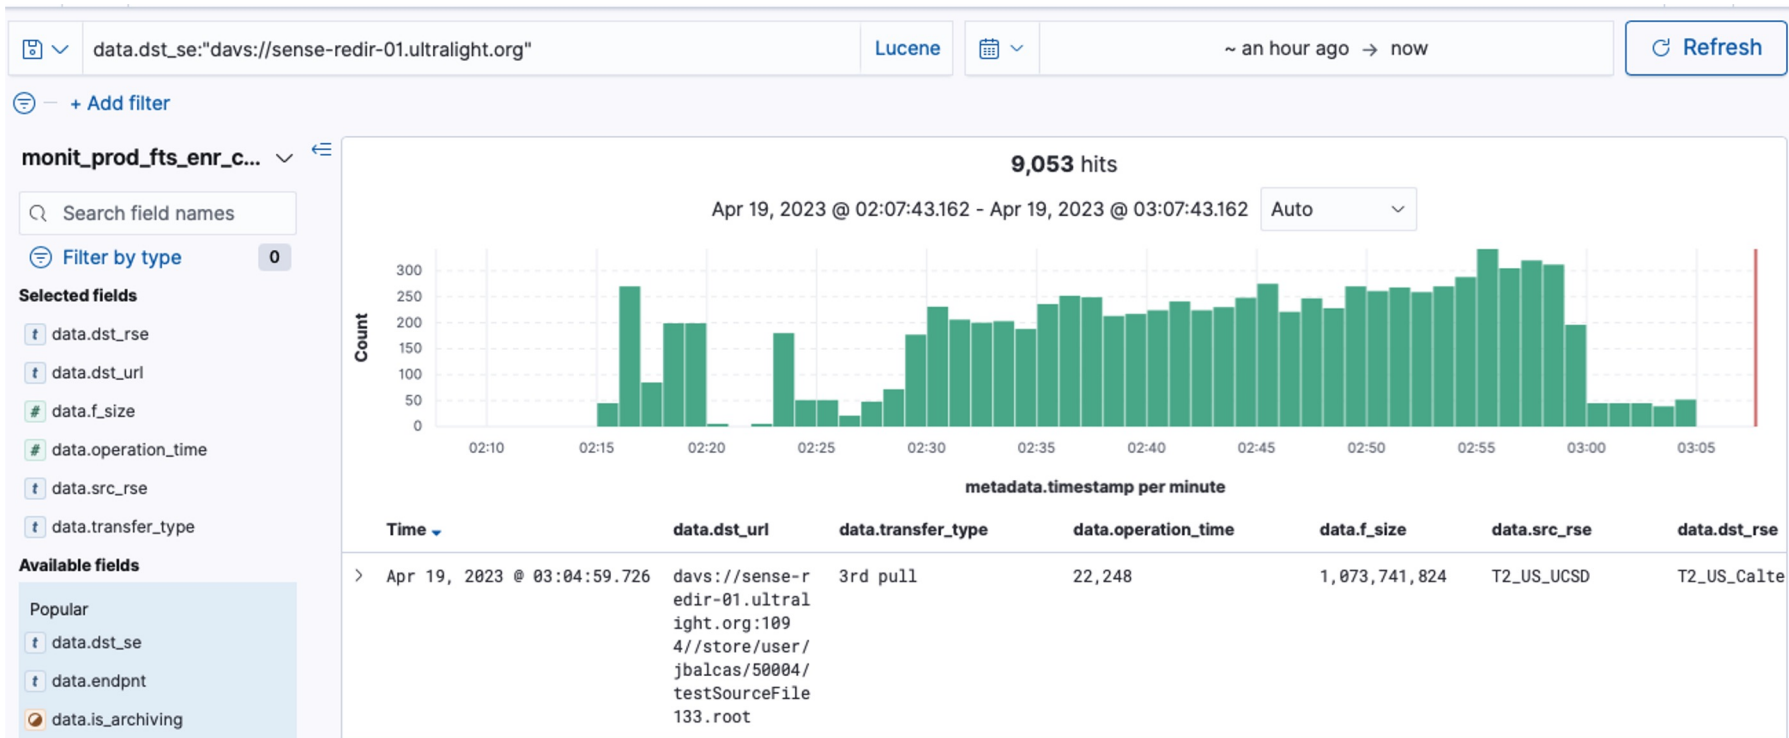 data.dst_se:"davs://sense-redir-01.ultralight.org" Lucene ~ an hour ago → now Refresh
+ Add filter
monit_prod_fts_enr_c...
Search field names
Filter by type 0
Selected fields
t data.dst_rse
t data.dst_url
# data.f_size
# data.operation_time
t data.src_rse
t data.transfer_type
Available fields
Popular
t data.dst_se
t data.endpnt
data.is_archiving
9,053 hits
Apr 19, 2023 @ 02:07:43.162 - Apr 19, 2023 @ 03:07:43.162 Auto
Count
300
250
200
150
100
50
0
02:10 02:15 02:20 02:25 02:30 02:35 02:40 02:45 02:50 02:55 03:00 03:05
metadata.timestamp per minute
Time data.dst_url data.transfer_type data.operation_time data.f_size data.src_rse data.dst_rse
Apr 19, 2023 @ 03:04:59.726 davs://sense-r 3rd pull 22,248 1,073,741,824 T2_US_UCSD T2_US_Calte
edir-01.ultral
ight.org:109
4//store/user/
jbalcas/50004/
testSourceFile
133.root